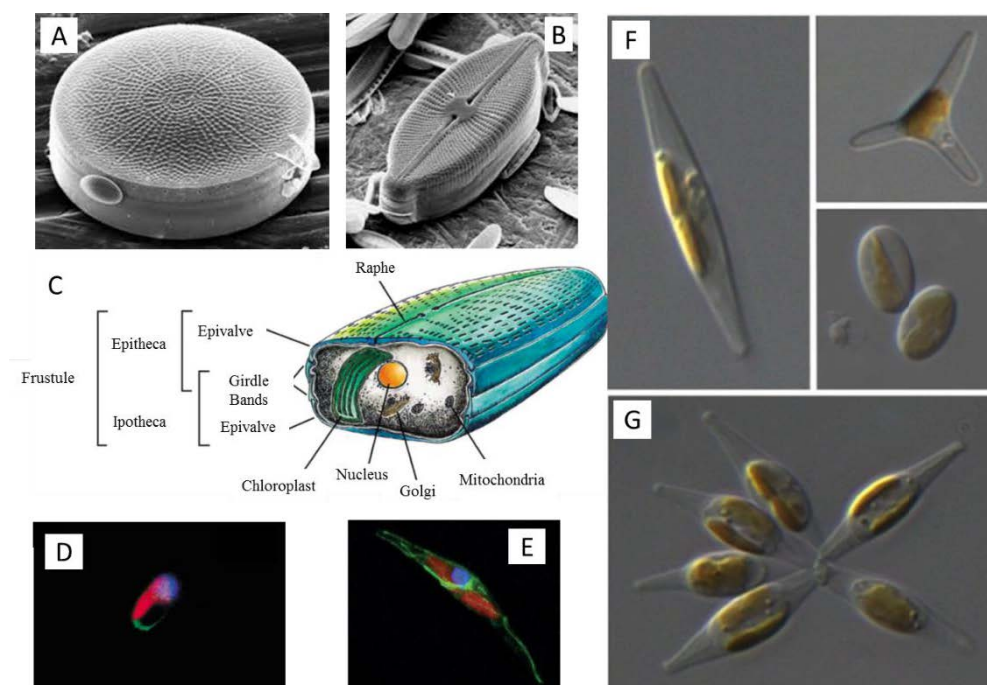 A
B
F
C
Raphe
Epitheca
Epivalve
Frustule
Girdle
Bands
Ipotheca
Epivalve
Chloroplast
Nucleus
Golgi
Mitochondria
D
E
G